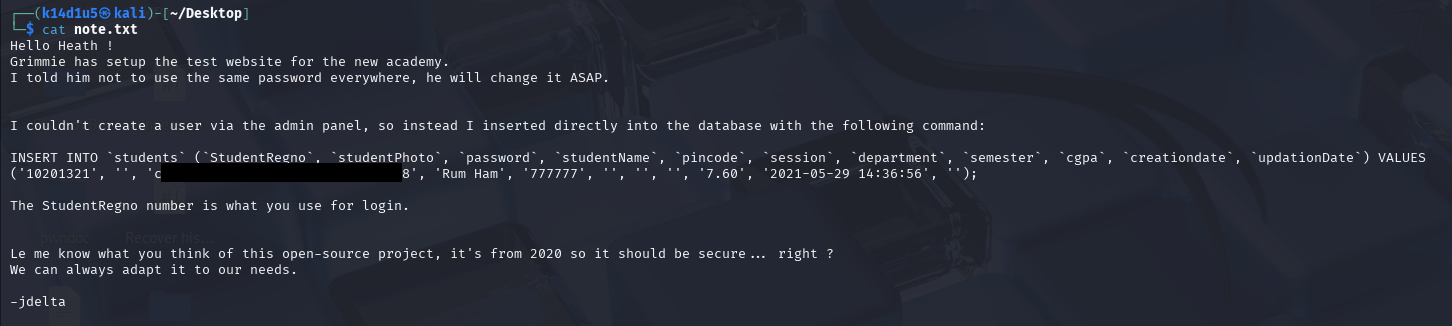 ┌──(k14d1u5㉿kali)-[~/Desktop]
└─$ cat note.txt
Hello Heath !
Grimmie has setup the test website for the new academy.
I told him not to use the same password everywhere, he will change it ASAP.
I couldn't create a user via the admin panel, so instead I inserted directly into the database with the following command:
INSERT INTO `students` (`StudentRegno`, `studentPhoto`, `password`, `studentName`, `pincode`, `session`, `department`, `semester`, `cgpa`, `creationdate`, `updationDate`) VALUES
('10201321', '', 'c 8', 'Rum Ham', '777777', '', '', '', '7.60', '2021-05-29 14:36:56', '');
The StudentRegno number is what you use for login.
Le me know what you think of this open-source project, it's from 2020 so it should be secure... right ?
We can always adapt it to our needs.
-jdelta